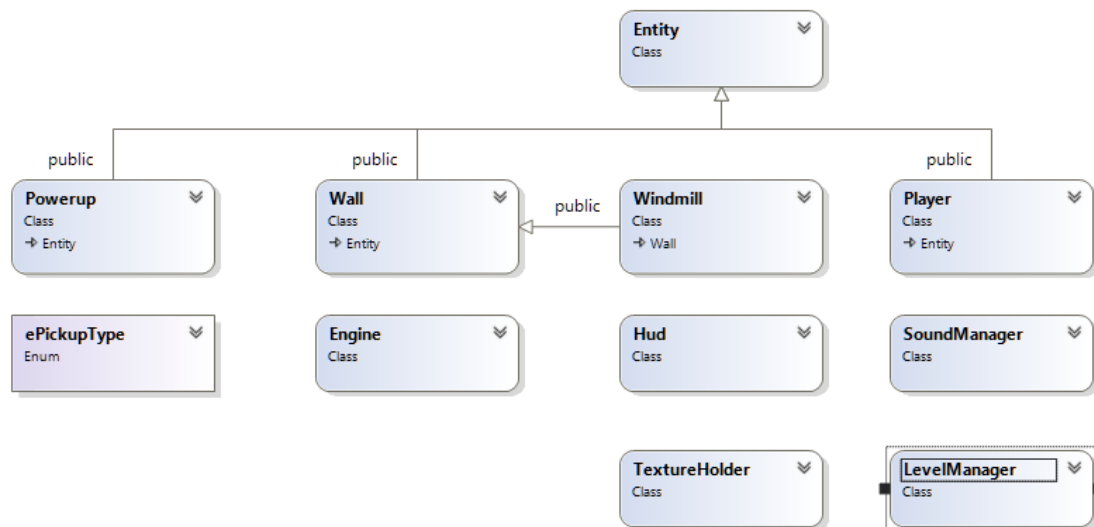 Entity
Class
public
public
public
Powerup
Class
Entity
Wall
Class
Entity
public
Windmill
Class
Wall
Player
Class
Entity
ePickupType
Enum
Engine
Class
Hud
Class
SoundManager
Class
TextureHolder
Class
LevelManager
Class